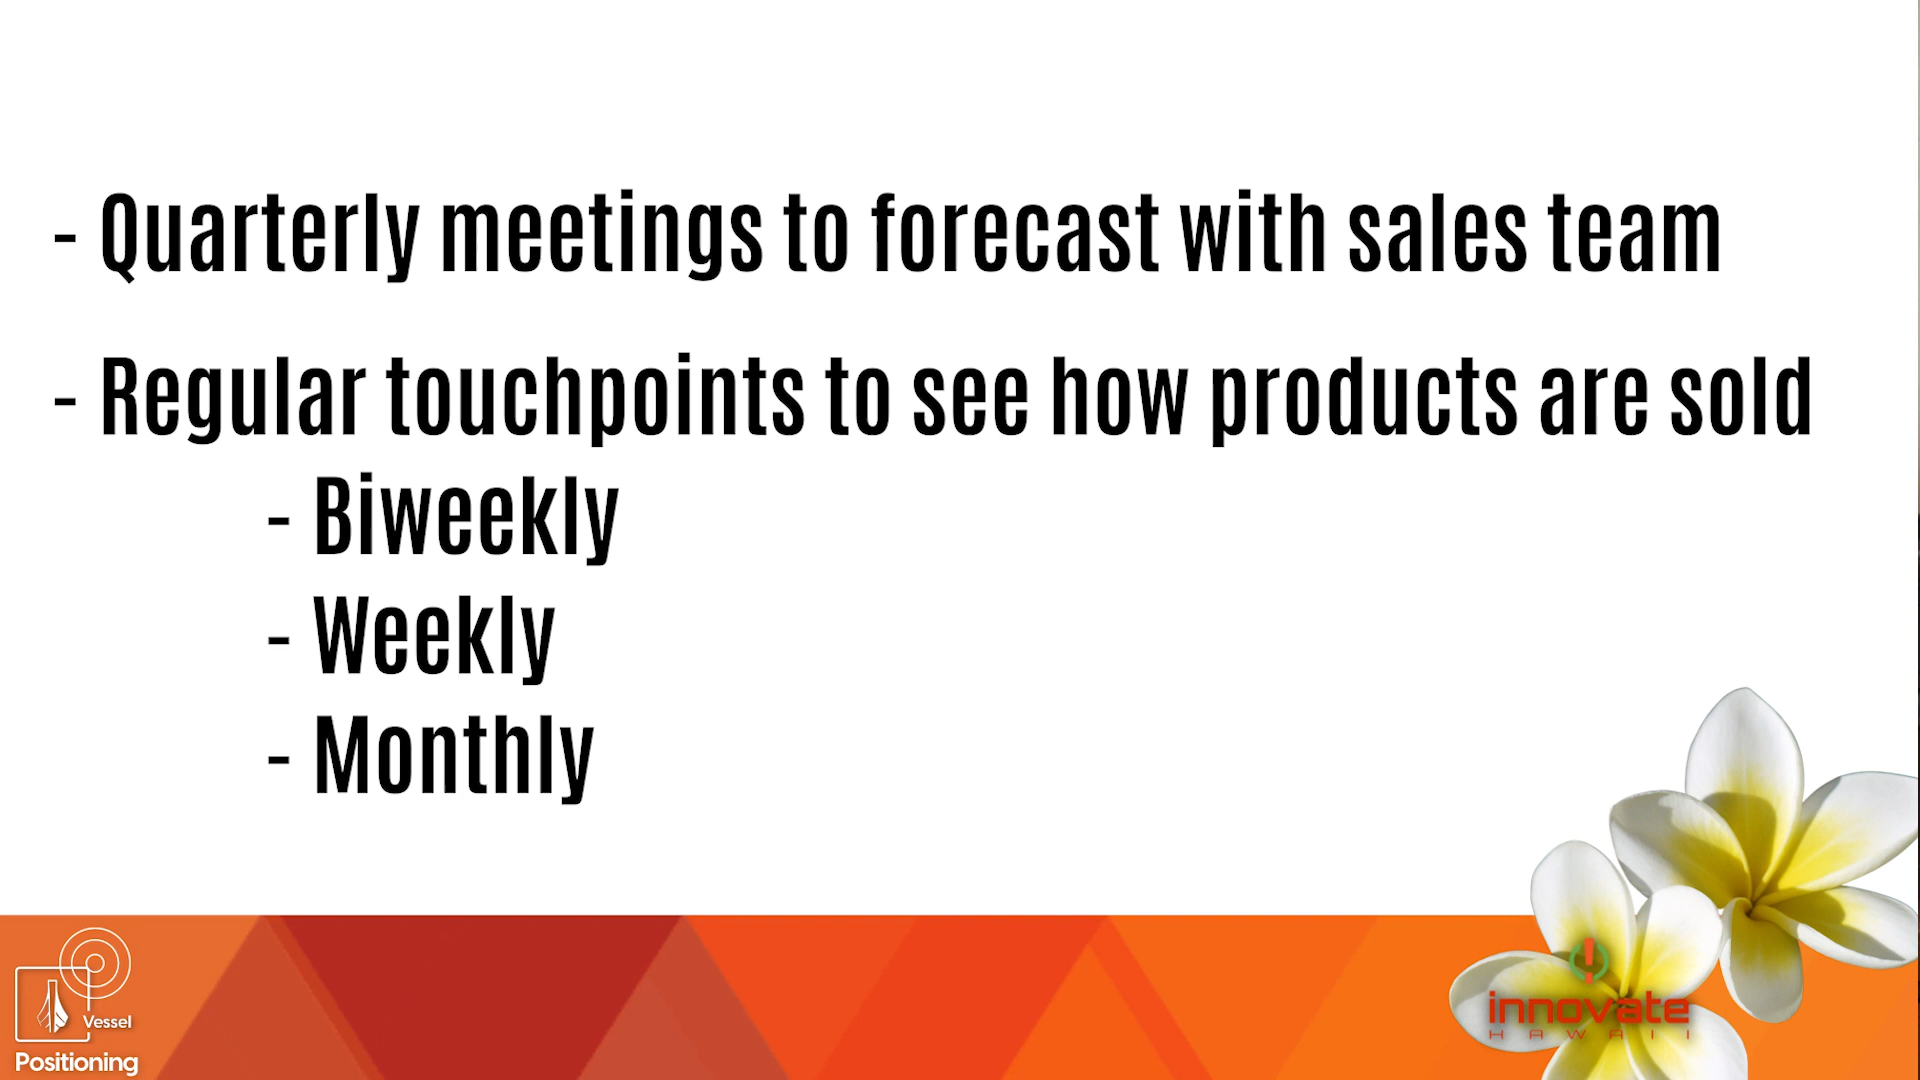 - Quarterly meetings to forecast with sales team
- Regular touchpoints to see how products are sold
- Biweekly
- Weekly
- Monthly
Vessel
Positioning
innovate
HAWAII